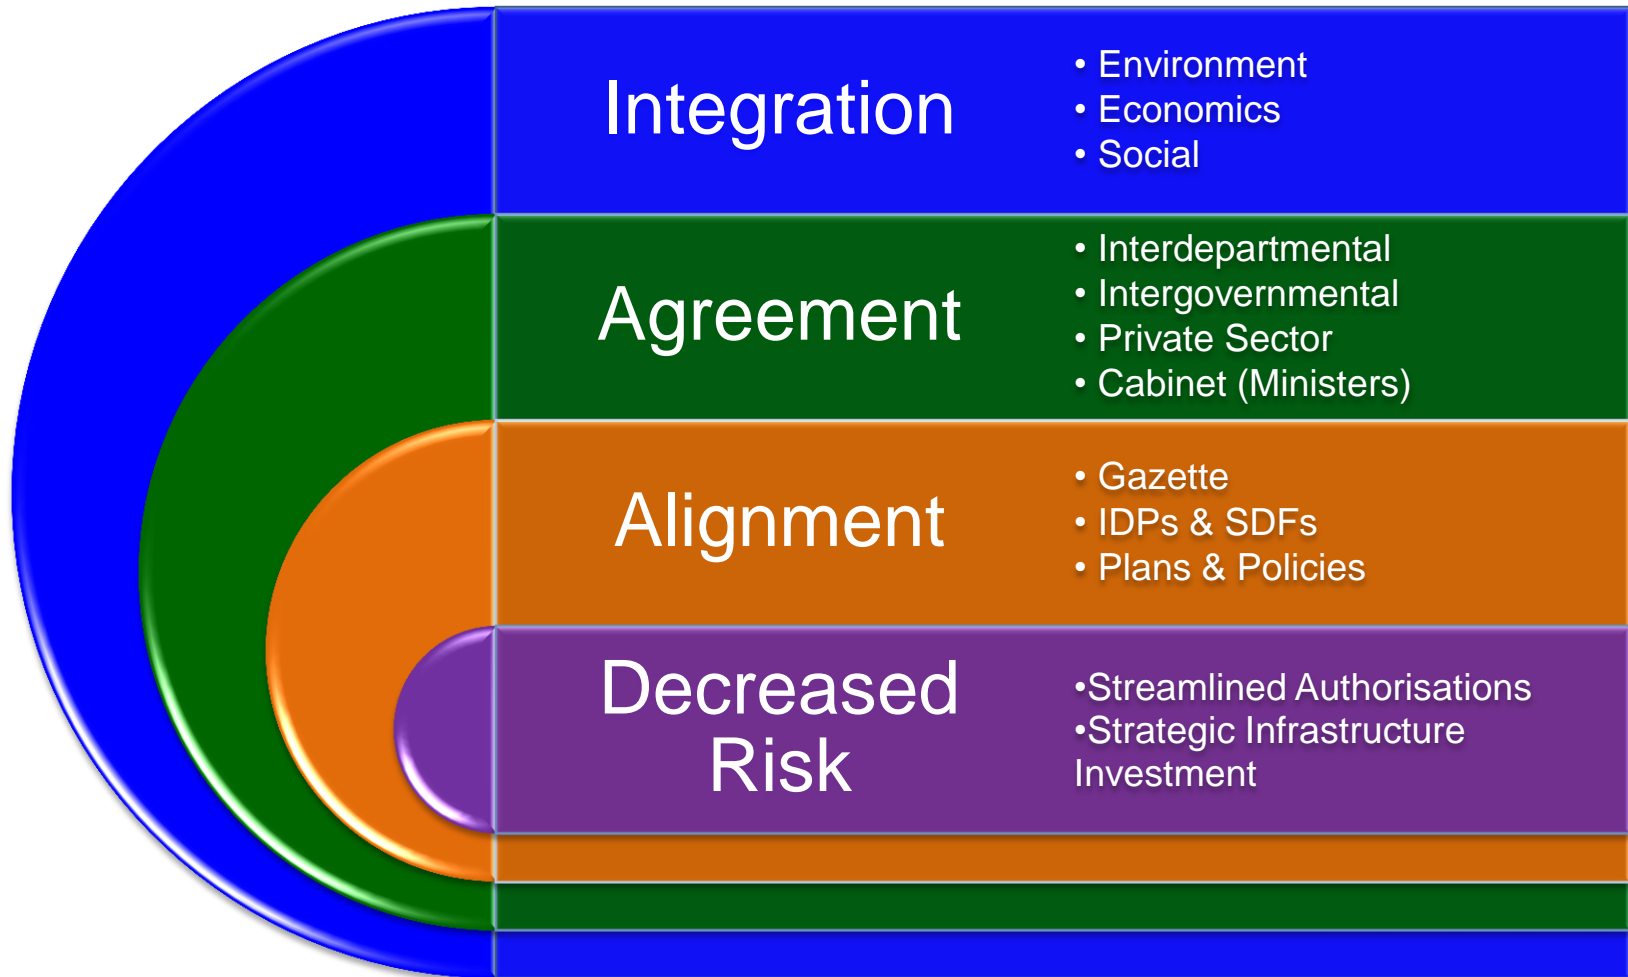 Integration
• Environment
• Economics
• Social
Agreement
• Interdepartmental
• Intergovernmental
• Private Sector
• Cabinet (Ministers)
Alignment
• Gazette
• IDPs & SDFs
• Plans & Policies
Decreased
Risk
•Streamlined Authorisations
•Strategic Infrastructure
Investment